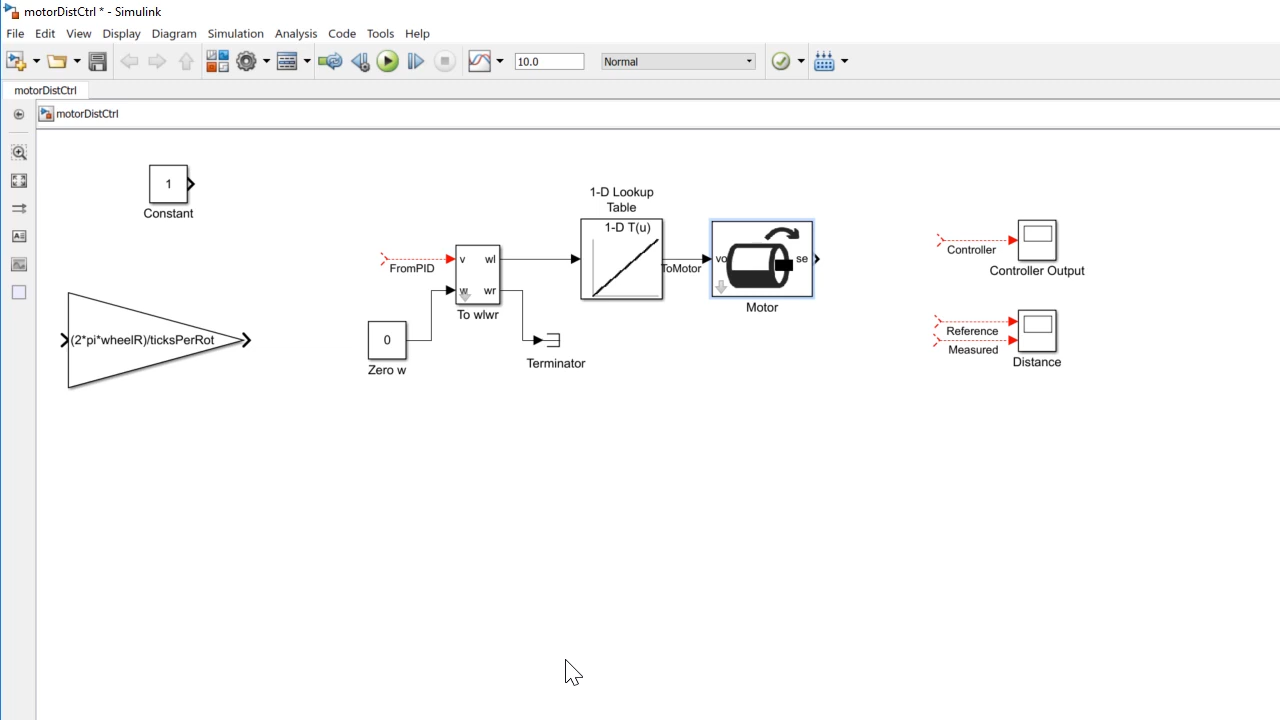 motorDistCtrl * - Simulink
File Edit View Display Diagram Simulation Analysis Code Tools Help
10.0
Normal
motorDistCtrl
motorDistCtrl
1
Constant
(2*pi*wheelR)/ticksPerRot
FromPID
v wl
w wr
To wlwr
0
Zero w
Terminator
1-D Lookup
Table
1-D T(u)
ToMotor
vo
se
Motor
Controller
Controller Output
Reference
Measured
Distance